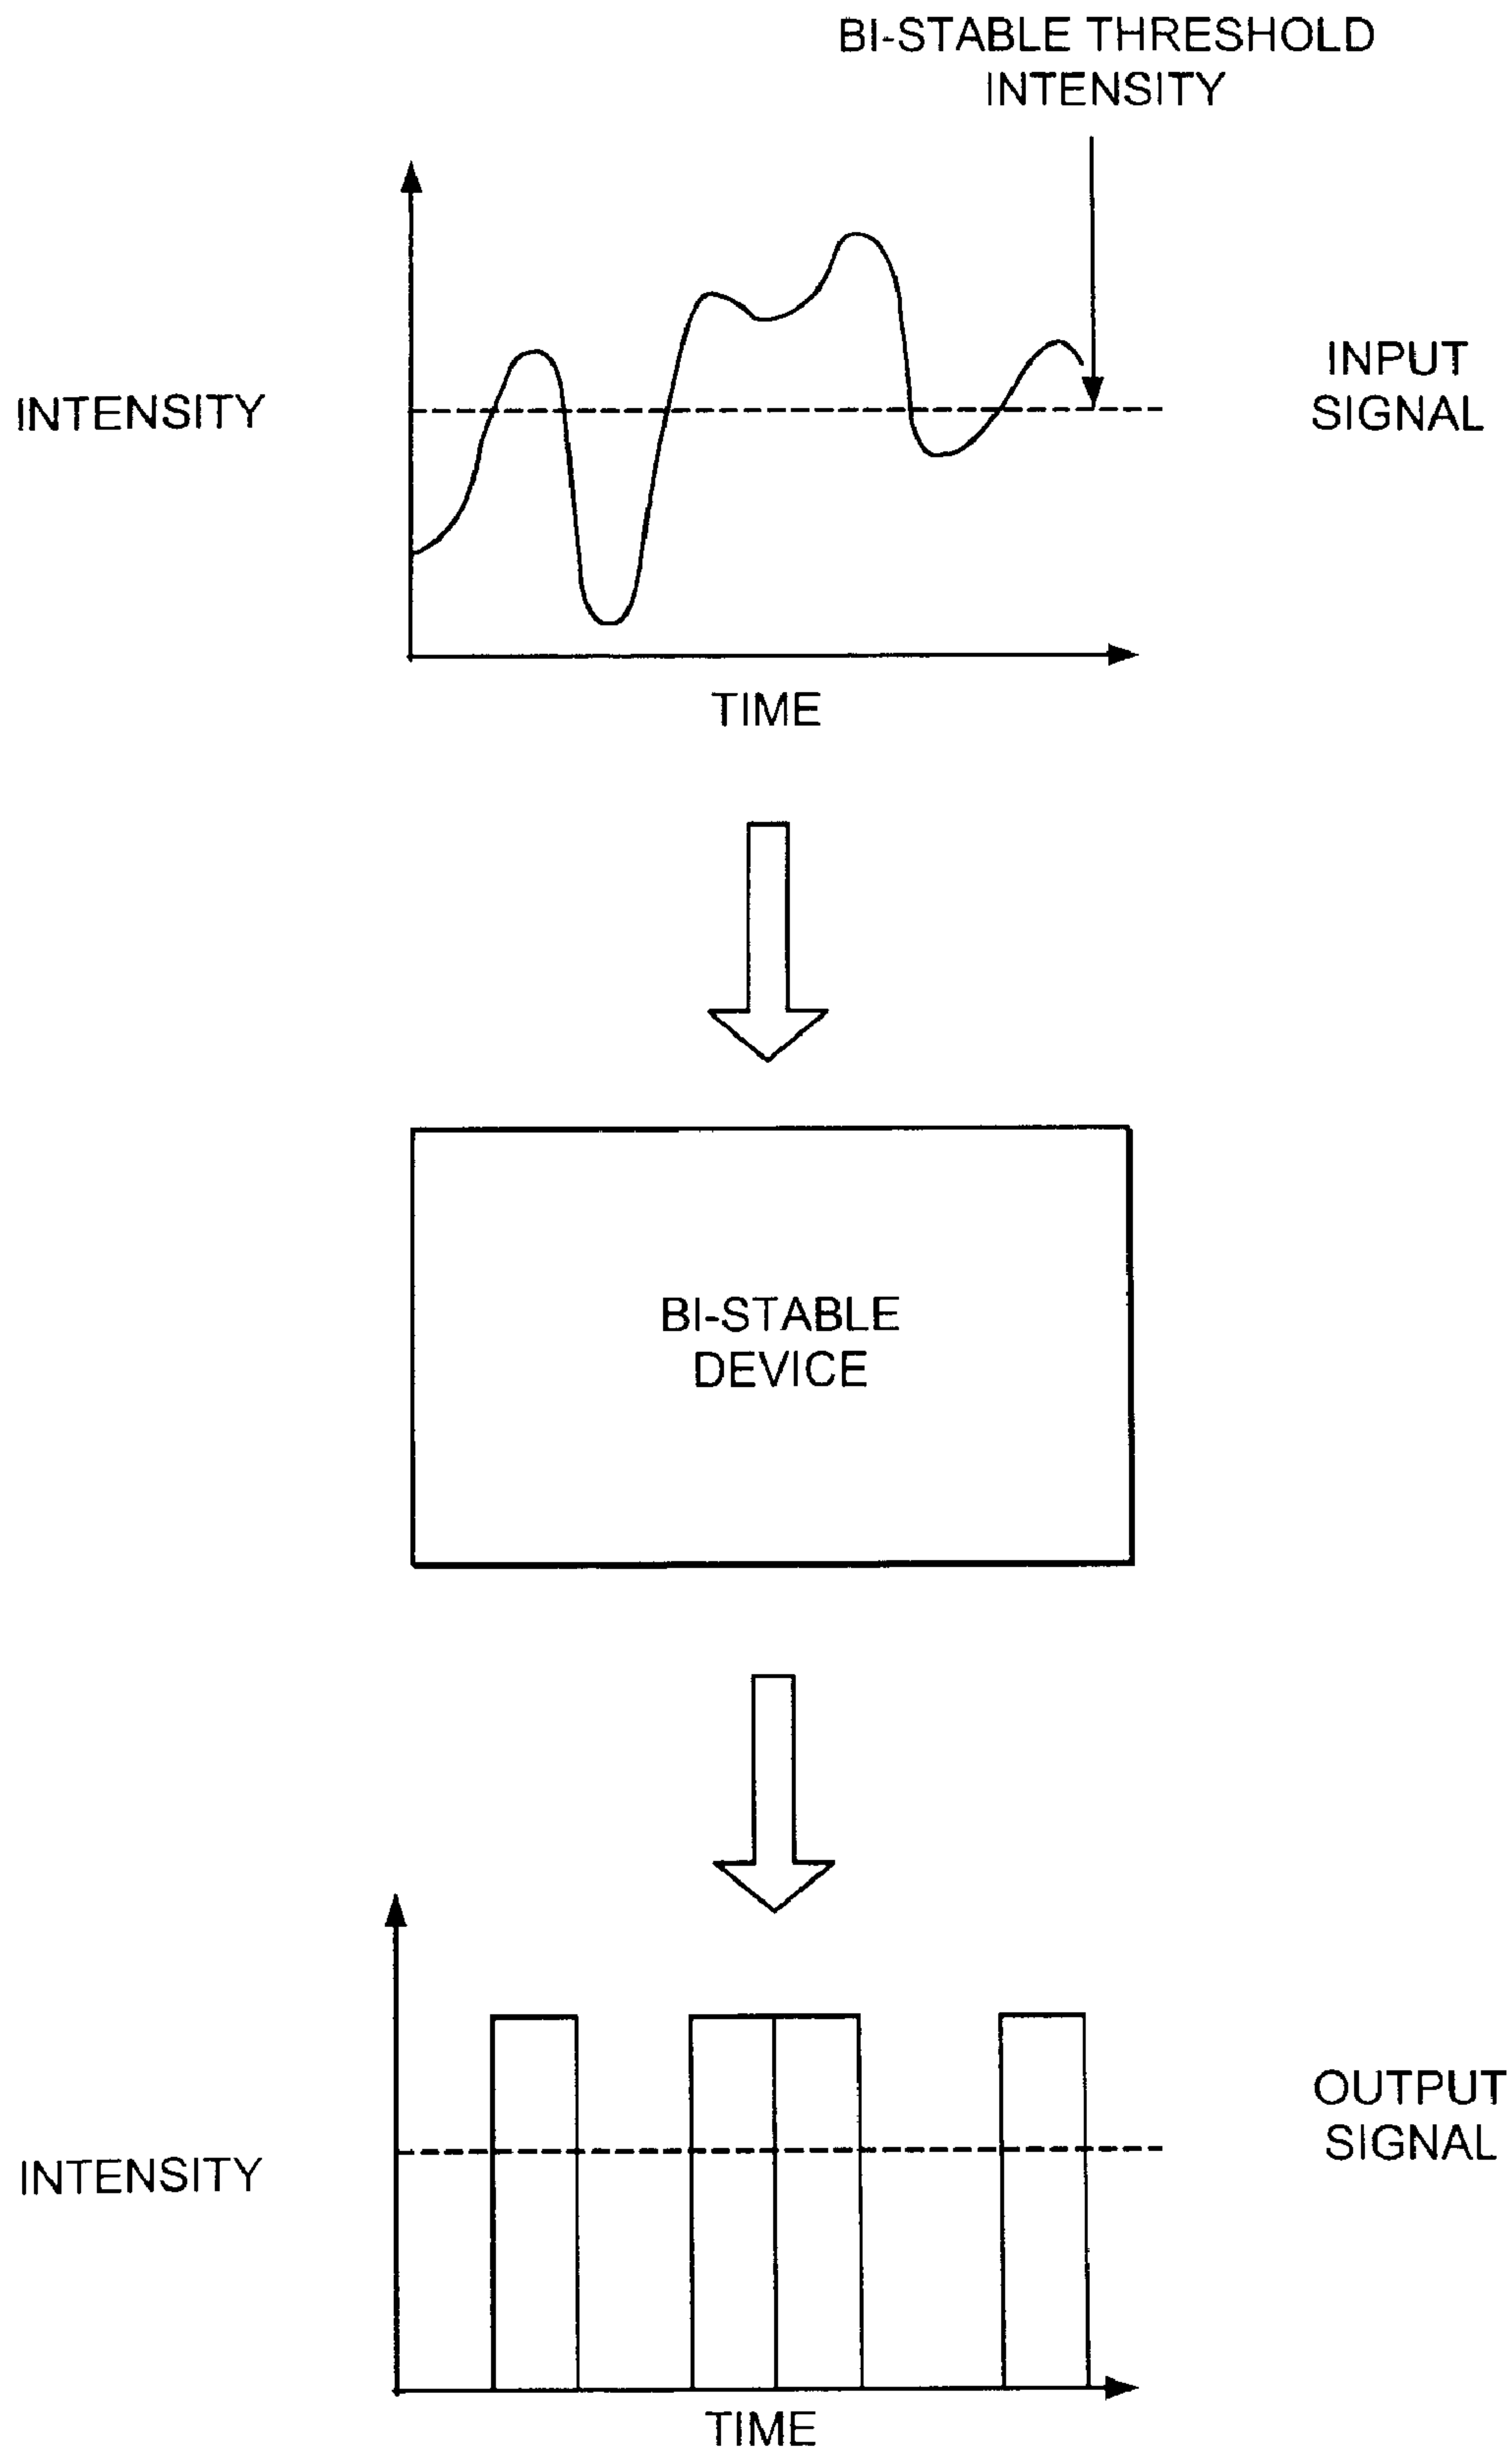 BI-STABLE THRESHOLD
INTENSITY
INTENSITY
INPUT
SIGNAL
TIME
BI-STABLE
DEVICE
INTENSITY
OUTPUT
SIGNAL
TIME